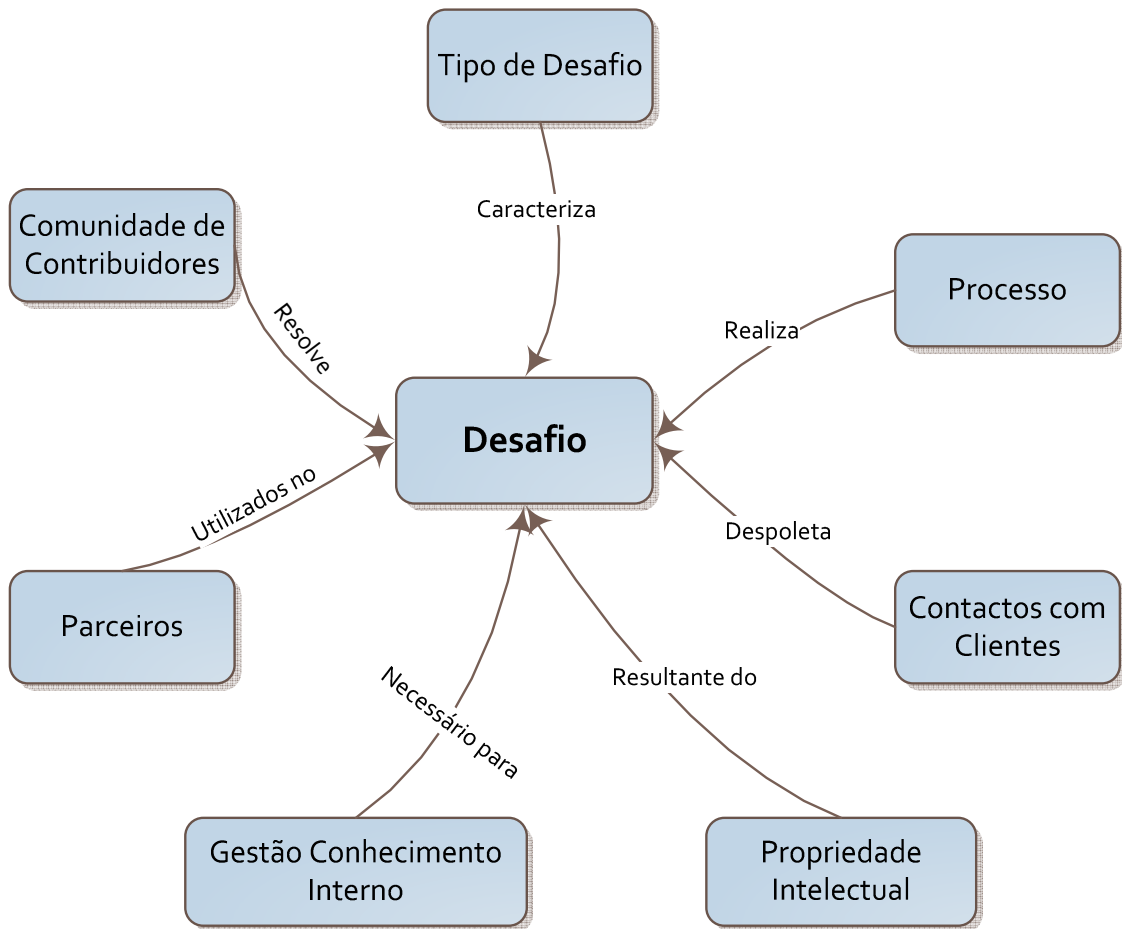 Tipo de Desafio
Caracteriza
Comunidade de
Contribuidores
Resolve
Processo
Realiza
Desafio
Utilizados no
Parceiros
Despoleta
Contactos com
Clientes
Necessário para
Resultante do
Gestão Conhecimento
Interno
Propriedade
Intelectual